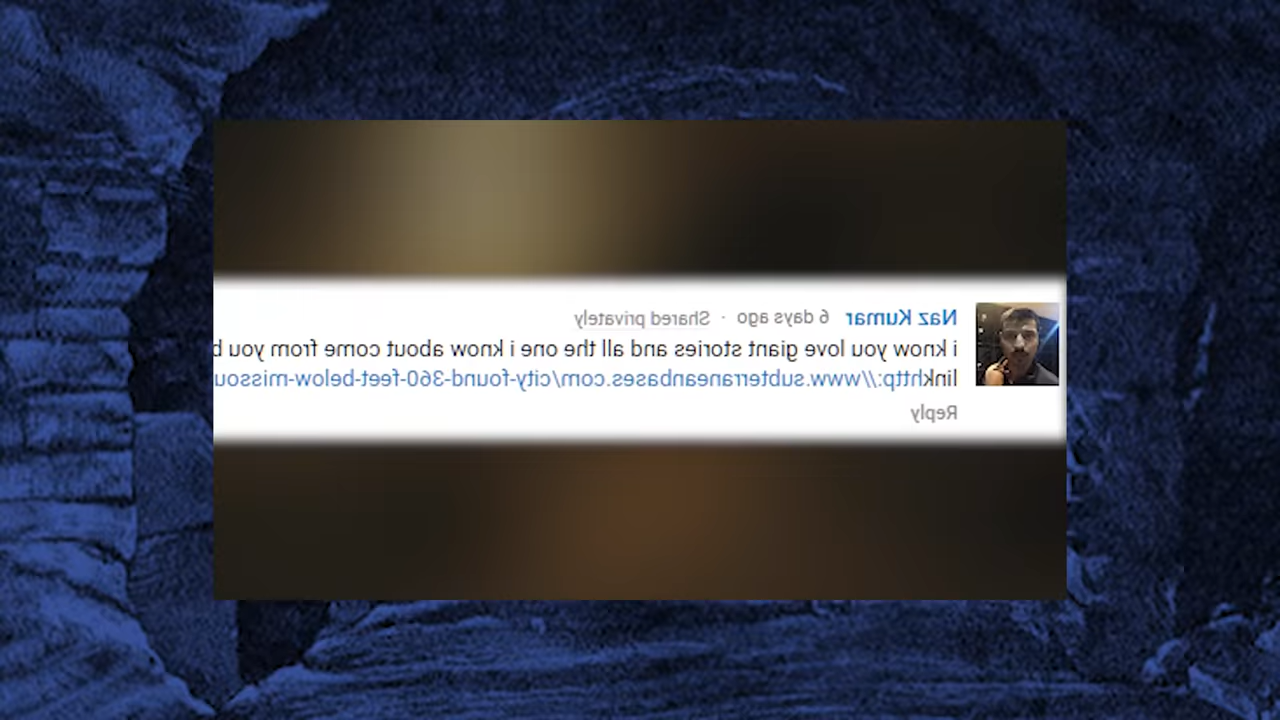 Naz Kumar 6 days ago · Shared privately
i know you love giant stories and all the one i know about come from you
linkhttp://www.subterraneanbases.com/city-found-360-feet-below-missou
Reply